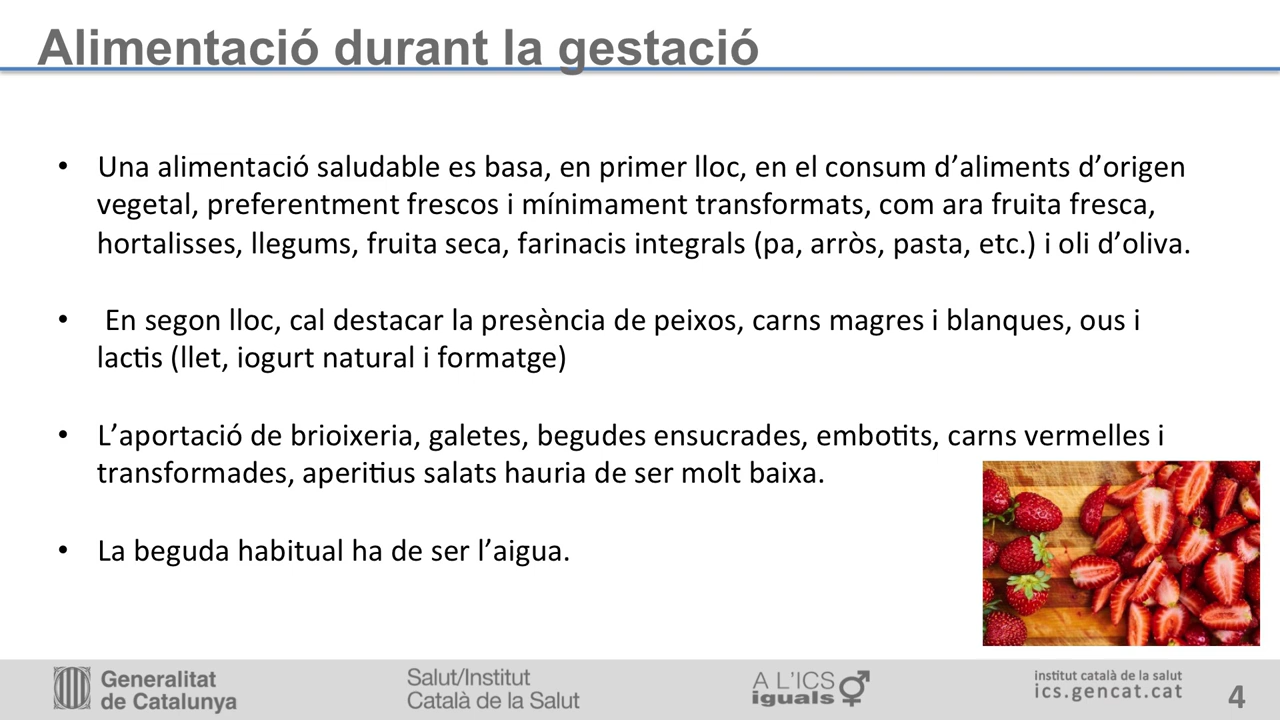 Alimentació durant la gestació
• Una alimentació saludable es basa, en primer lloc, en el consum d’aliments d’origen
vegetal, preferentment frescos i mínimament transformats, com ara fruita fresca,
hortalisses, llegums, fruita seca, farinacis integrals (pa, arròs, pasta, etc.) i oli d’oliva.
• En segon lloc, cal destacar la presència de peixos, carns magres i blanques, ous i
lactis (llet, iogurt natural i formatge)
• L’aportació de brioixeria, galetes, begudes ensucrades, embotits, carns vermelles i
transformades, aperitius salats hauria de ser molt baixa.
• La beguda habitual ha de ser l’aigua.
Generalitat
de Catalunya
Salut/Institut
Català de la Salut
A L'ICS
iguals
institut català de la salut
ics.gencat.cat
4